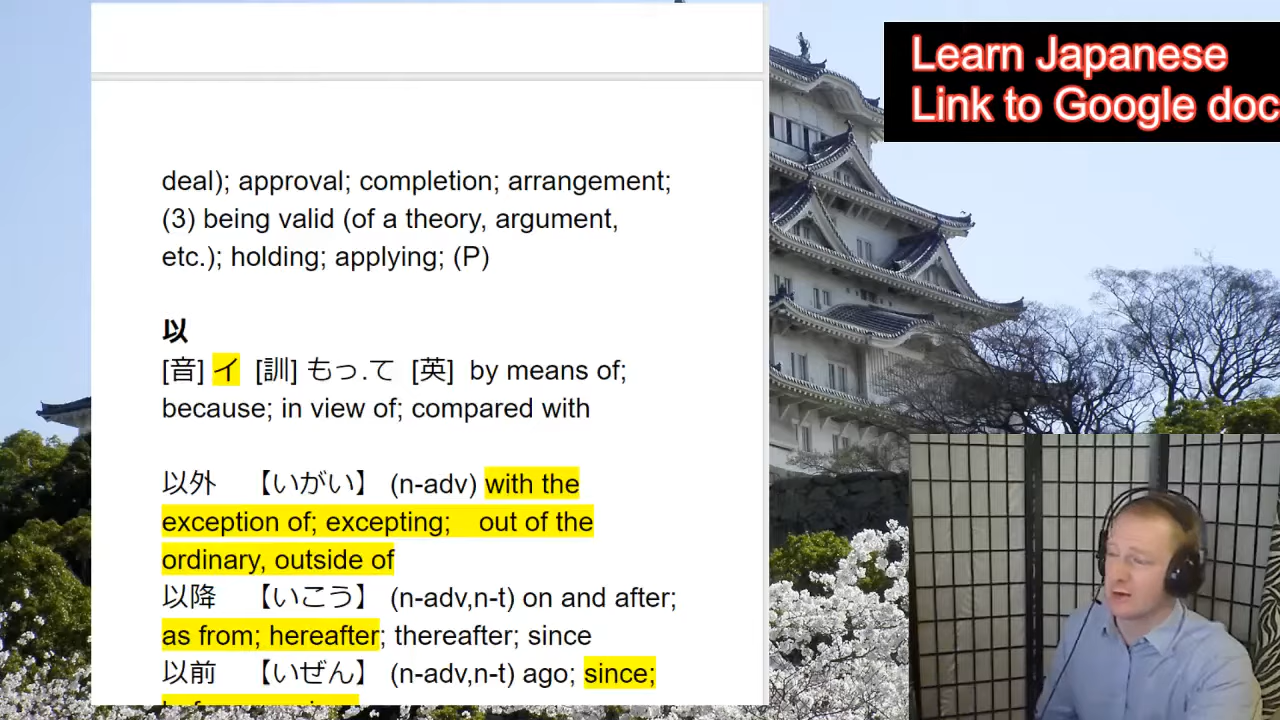 Learn Japanese
Link to Google doc
deal); approval; completion; arrangement;
(3) being valid (of a theory, argument,
etc.); holding; applying; (P)
以
[音] イ [訓] もっ.て [英] by means of;
because; in view of; compared with
以外 【いがい】 (n-adv) with the
exception of; excepting; out of the
ordinary, outside of
以降 【いこう】 (n-adv,n-t) on and after;
as from; hereafter; thereafter; since
以前 【いぜん】 (n-adv,n-t) ago; since;